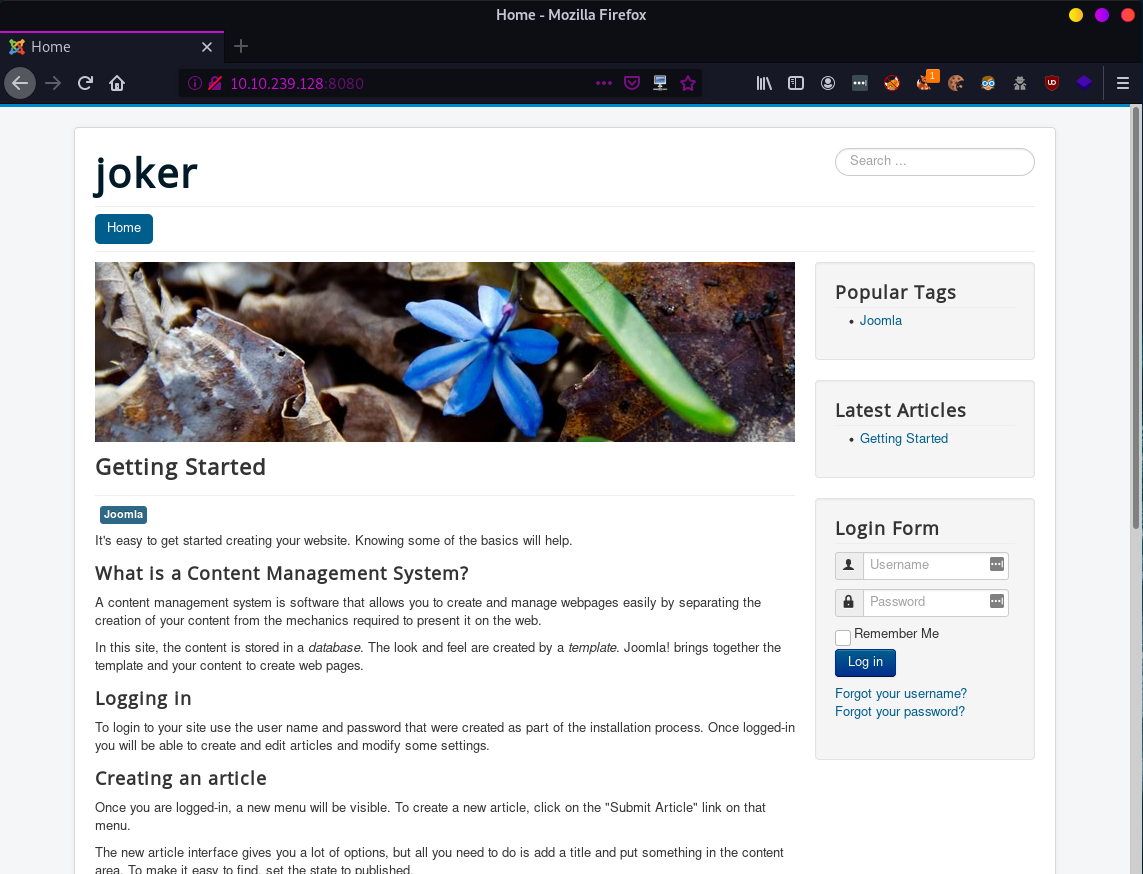 Home - Mozilla Firefox
Home
10.10.239.128:8080
1
joker
Search ...
Home
Getting Started
Joomla
It's easy to get started creating your website. Knowing some of the basics will help.
What is a Content Management System?
A content management system is software that allows you to create and manage webpages easily by separating the
creation of your content from the mechanics required to present it on the web.
In this site, the content is stored in a database. The look and feel are created by a template. Joomla! brings together the
template and your content to create web pages.
Logging in
To login to your site use the user name and password that were created as part of the installation process. Once logged-in
you will be able to create and edit articles and modify some settings.
Creating an article
Once you are logged-in, a new menu will be visible. To create a new article, click on the "Submit Article" link on that
menu.
The new article interface gives you a lot of options, but all you need to do is add a title and put something in the content
area. To make it easy to find, set the state to published.
Popular Tags
Joomla
Latest Articles
Getting Started
Login Form
Username
Password
Remember Me
Log in
Forgot your username?
Forgot your password?